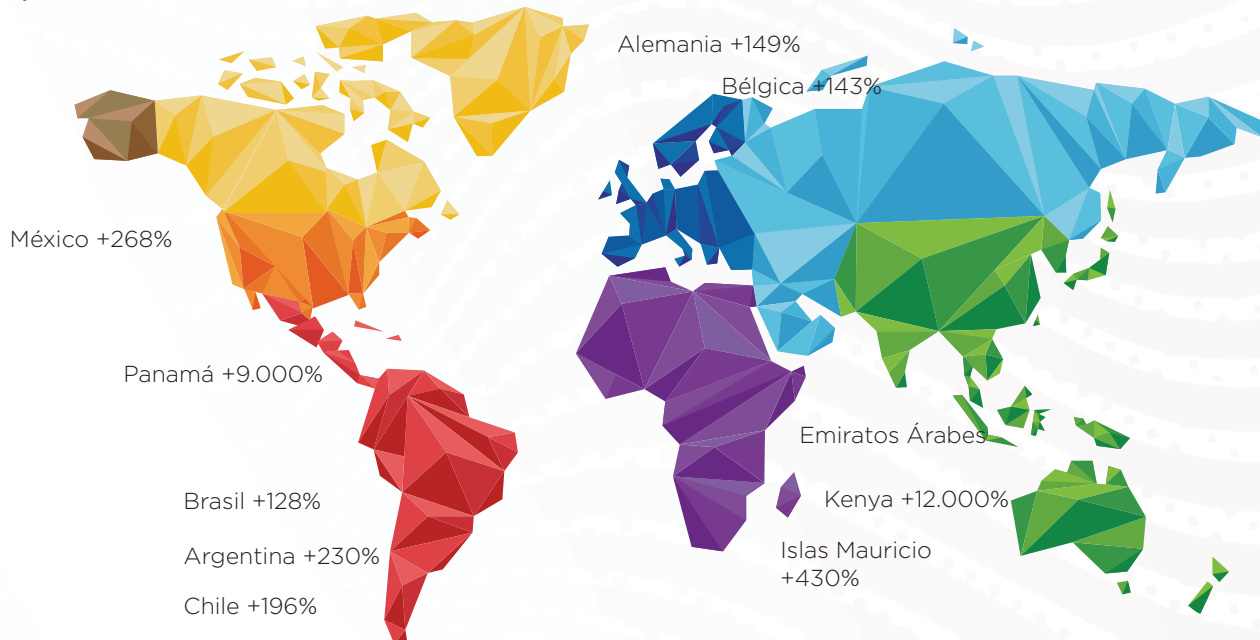 Alemania +149%
Bélgica +143%
México +268%
Panamá +9.000%
Emiratos Árabes
Brasil +128%
Kenya +12.000%
Argentina +230%
Islas Mauricio
+430%
Chile +196%